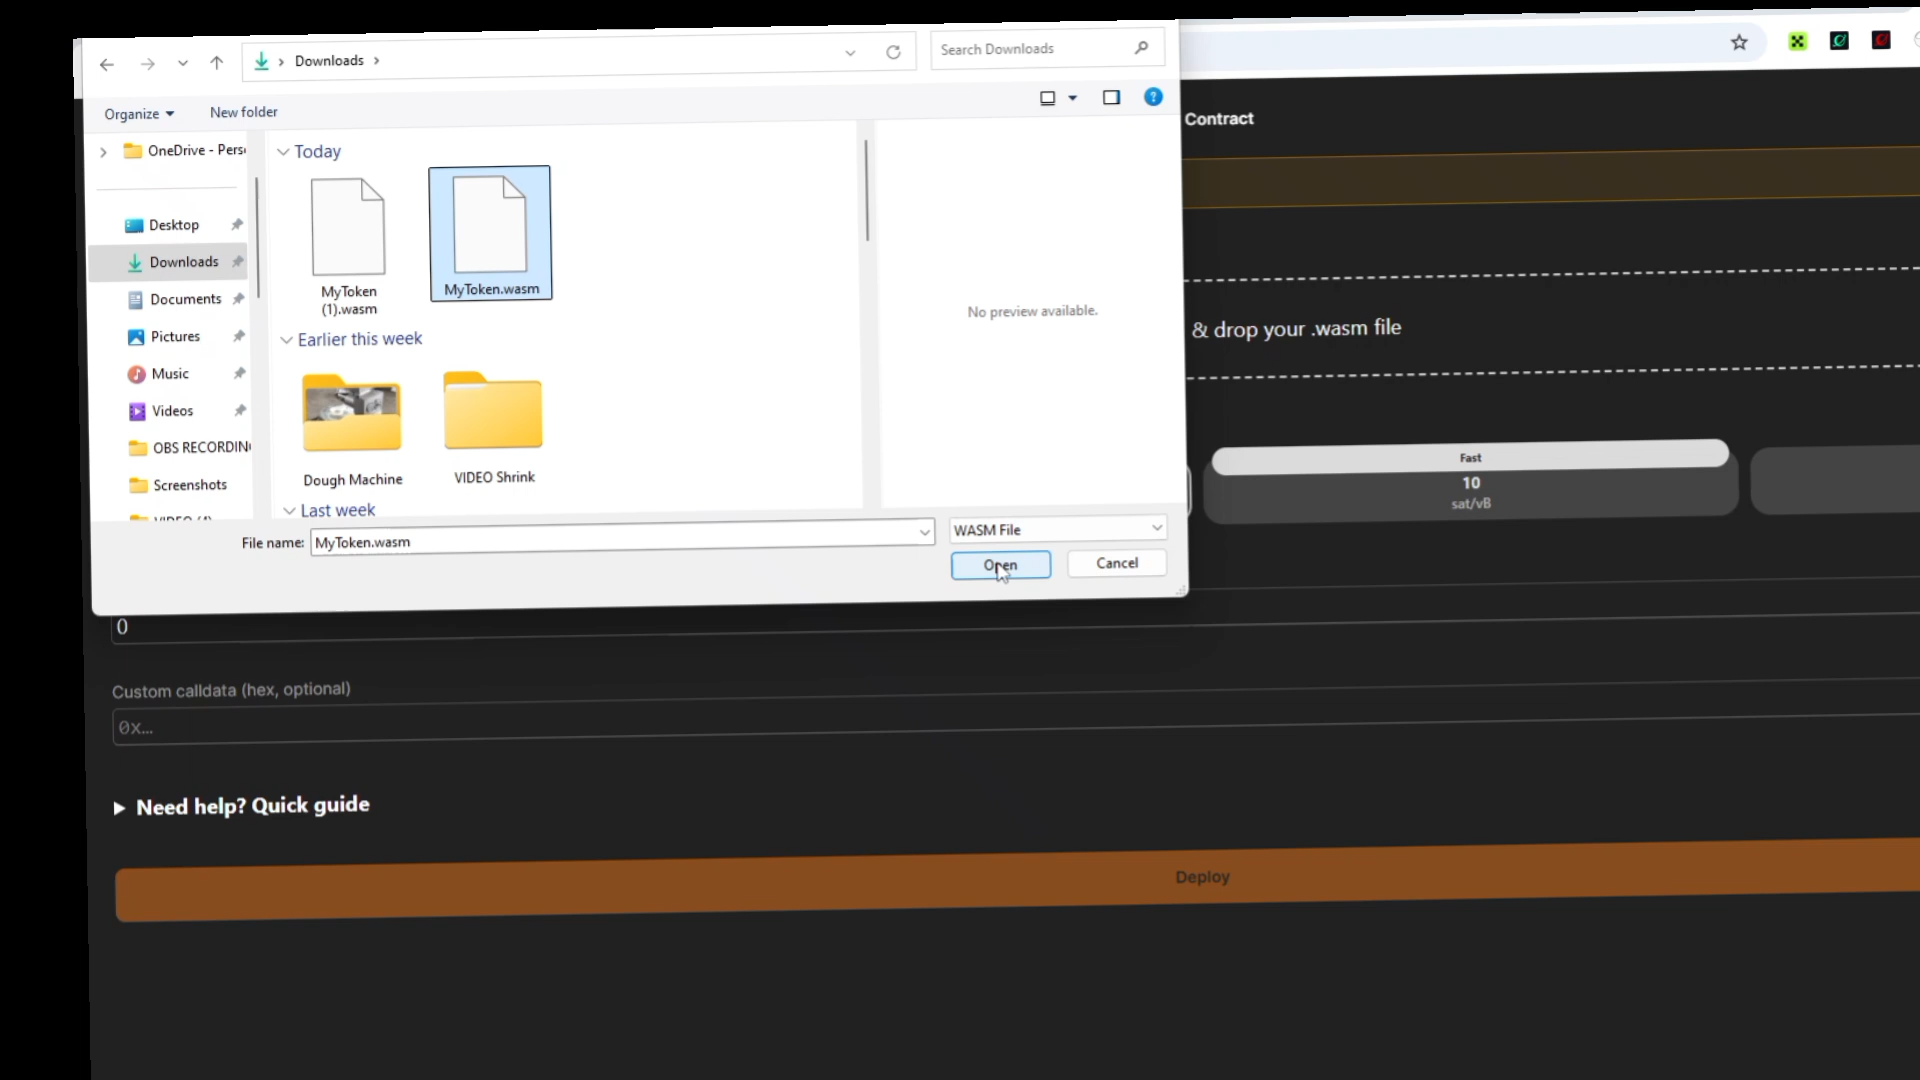 Downloads
Search Downloads
Organize
New folder
OneDrive - Pers
Desktop
Downloads
Documents
Pictures
Music
Videos
OBS RECORDIN
Screenshots
Today
MyToken
(1).wasm
MyToken.wasm
Earlier this week
Dough Machine
VIDEO Shrink
Last week
No preview available.
File name:
MyToken.wasm
WASM File
Open
Cancel
Contract
& drop your .wasm file
Fast
10
sat/vB
0
Custom calldata (hex, optional)
0x…
Need help? Quick guide
Deploy